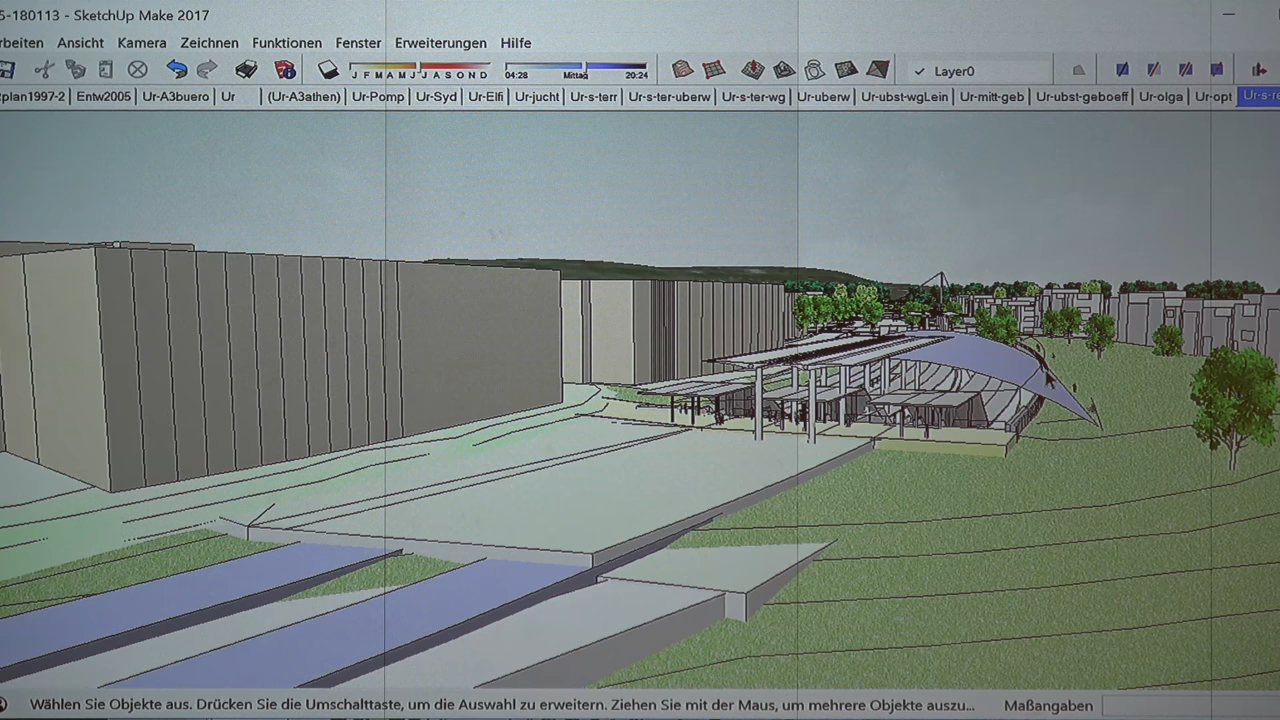 5-180113 - SketchUp Make 2017
rbeiten Ansicht Kamera Zeichnen Funktionen Fenster Erweiterungen Hilfe
J F M A M J J A S O N D 04:28 Mittag 20:24 Layer0
plan1997-2 Entw2005 Ur-A3buero Ur (Ur-A3athen) Ur-Pomp Ur-Syd Ur-Elfi Ur-jucht Ur-s-terr Ur-s-ter-uberw Ur-s-ter-wg Ur-uberw Ur-ubst-wgLein Ur-mitt-geb Ur-ubst-geboeff Ur-olga Ur-opt Ur-s-re
Wählen Sie Objekte aus. Drücken Sie die Umschalttaste, um die Auswahl zu erweitern. Ziehen Sie mit der Maus, um mehrere Objekte auszu... Maßangaben